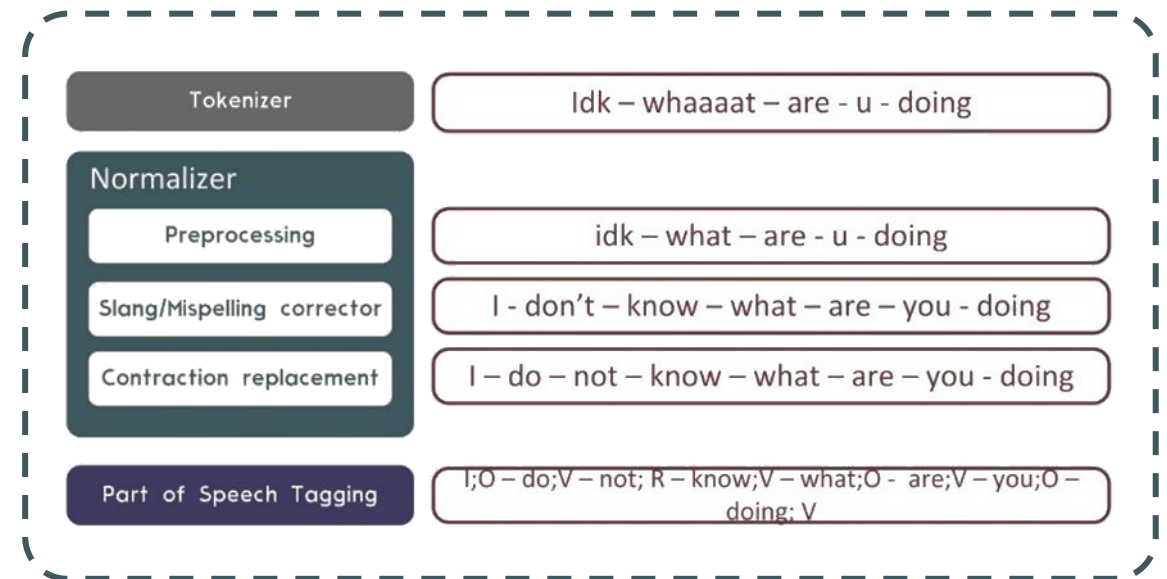 Tokenizer
Idk – whaaaat – are - u - doing
Normalizer
Preprocessing
idk – what – are - u - doing
Slang/Mispelling corrector
I - don’t – know – what – are – you - doing
Contraction replacement
I – do – not – know – what – are – you - doing
Part of Speech Tagging
I;O – do;V – not; R – know;V – what;O - are;V – you;O –
doing; V